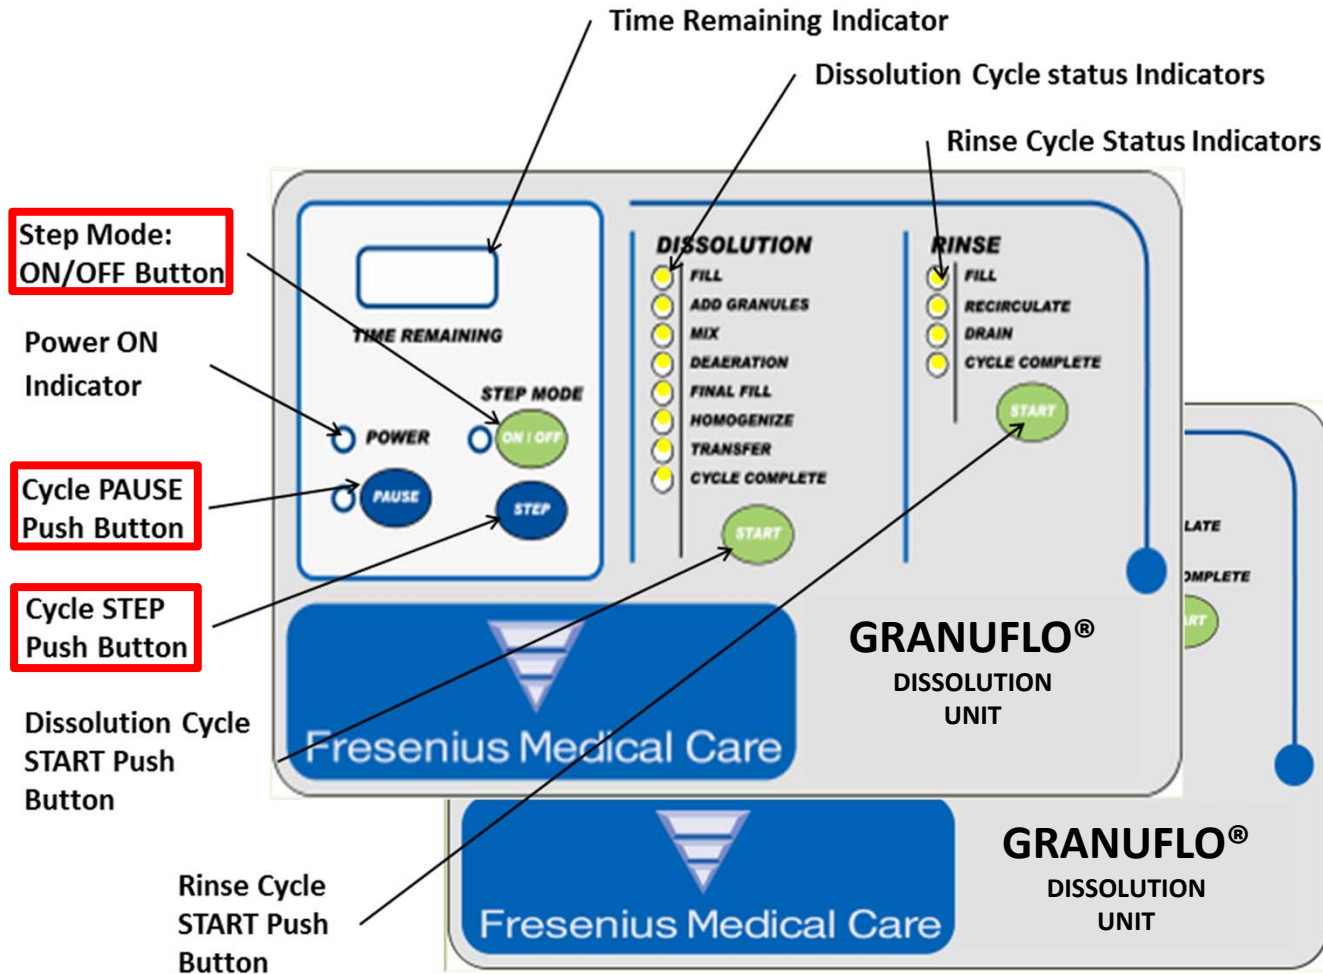 Time Remaining Indicator
Dissolution Cycle status Indicators
Rinse Cycle Status Indicators
Step Mode:
ON/OFF Button
Power ON
Indicator
Cycle PAUSE
Push Button
Cycle STEP
Push Button
Dissolution Cycle
START Push
Button
Rinse Cycle
START Push
Button
TIME REMAINING
STEP MODE
POWER
ON | OFF
PAUSE
STEP
DISSOLUTION
FILL
ADD GRANULES
MIX
DEAERATION
FINAL FILL
HOMOGENIZE
TRANSFER
CYCLE COMPLETE
START
RINSE
FILL
RECIRCULATE
DRAIN
CYCLE COMPLETE
START
Fresenius Medical Care
GRANUFLO®
DISSOLUTION
UNIT
LATE
OMPLETE
ART
Fresenius Medical Care
GRANUFLO®
DISSOLUTION
UNIT